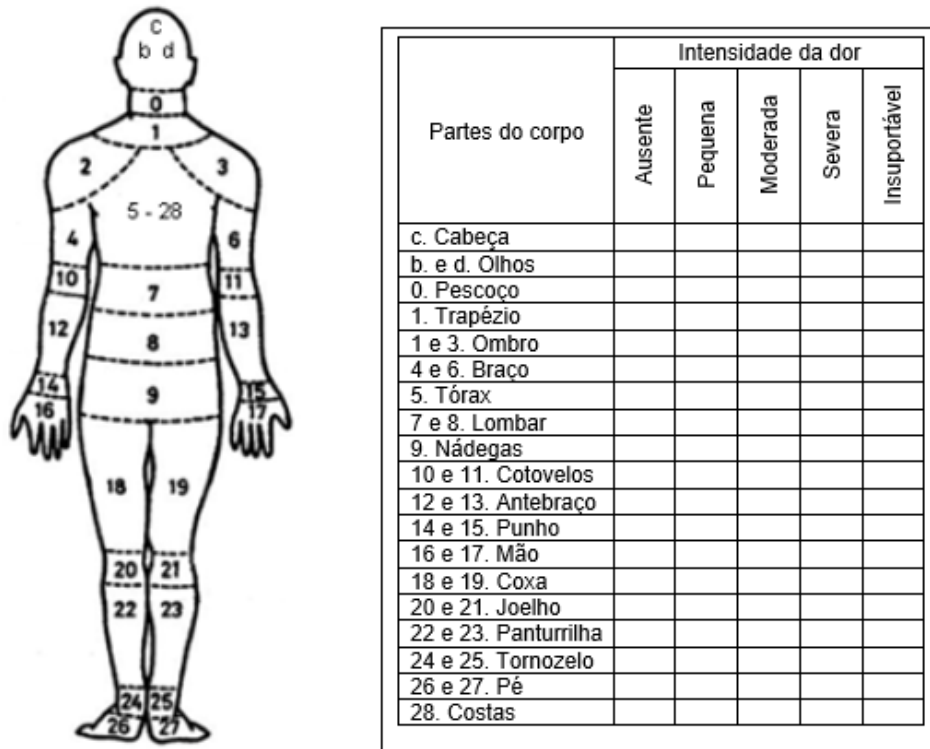 c
b d
0
1
2 3
5 - 28
4 6
10 11
7
12 13
8
14 15
9
16 17
18 19
20 21
22 23
24 25
26 27
Partes do corpo
Intensidade da dor
Ausente
Pequena
Moderada
Severa
Insuportável
c. Cabeça
b. e d. Olhos
0. Pescoço
1. Trapézio
1 e 3. Ombro
4 e 6. Braço
5. Tórax
7 e 8. Lombar
9. Nádegas
10 e 11. Cotovelos
12 e 13. Antebraço
14 e 15. Punho
16 e 17. Mão
18 e 19. Coxa
20 e 21. Joelho
22 e 23. Panturrilha
24 e 25. Tornozelo
26 e 27. Pé
28. Costas